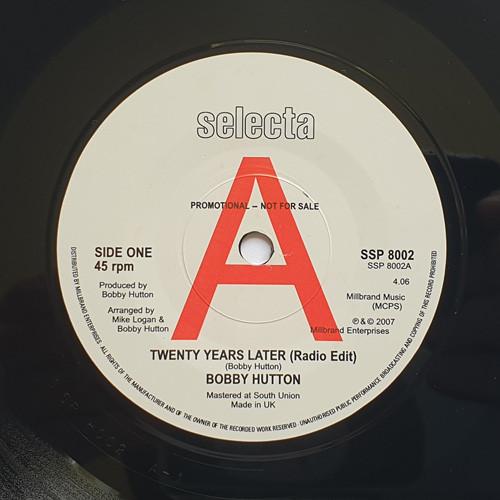 selecta
A
PROMOTIONAL – NOT FOR SALE
SIDE ONE
45 rpm
SSP 8002
SSP 8002A
4.06
Produced by
Bobby Hutton
Millbrand Music
(MCPS)
Arranged by
Mike Logan &
Bobby Hutton
℗ & © 2007
Millbrand Enterprises
TWENTY YEARS LATER (Radio Edit)
(Bobby Hutton)
BOBBY HUTTON
Mastered at South Union
Made in UK
DISTRIBUTED BY MILLBRAND ENTERPRISES . ALL RIGHTS OF THE MANUFACTURER AND OF THE OWNER OF THE RECORDED WORK RESERVED - UNAUTHORISED PUBLIC PERFORMANCE BROADCASTING AND COPYING OF THIS RECORD PROHIBITED